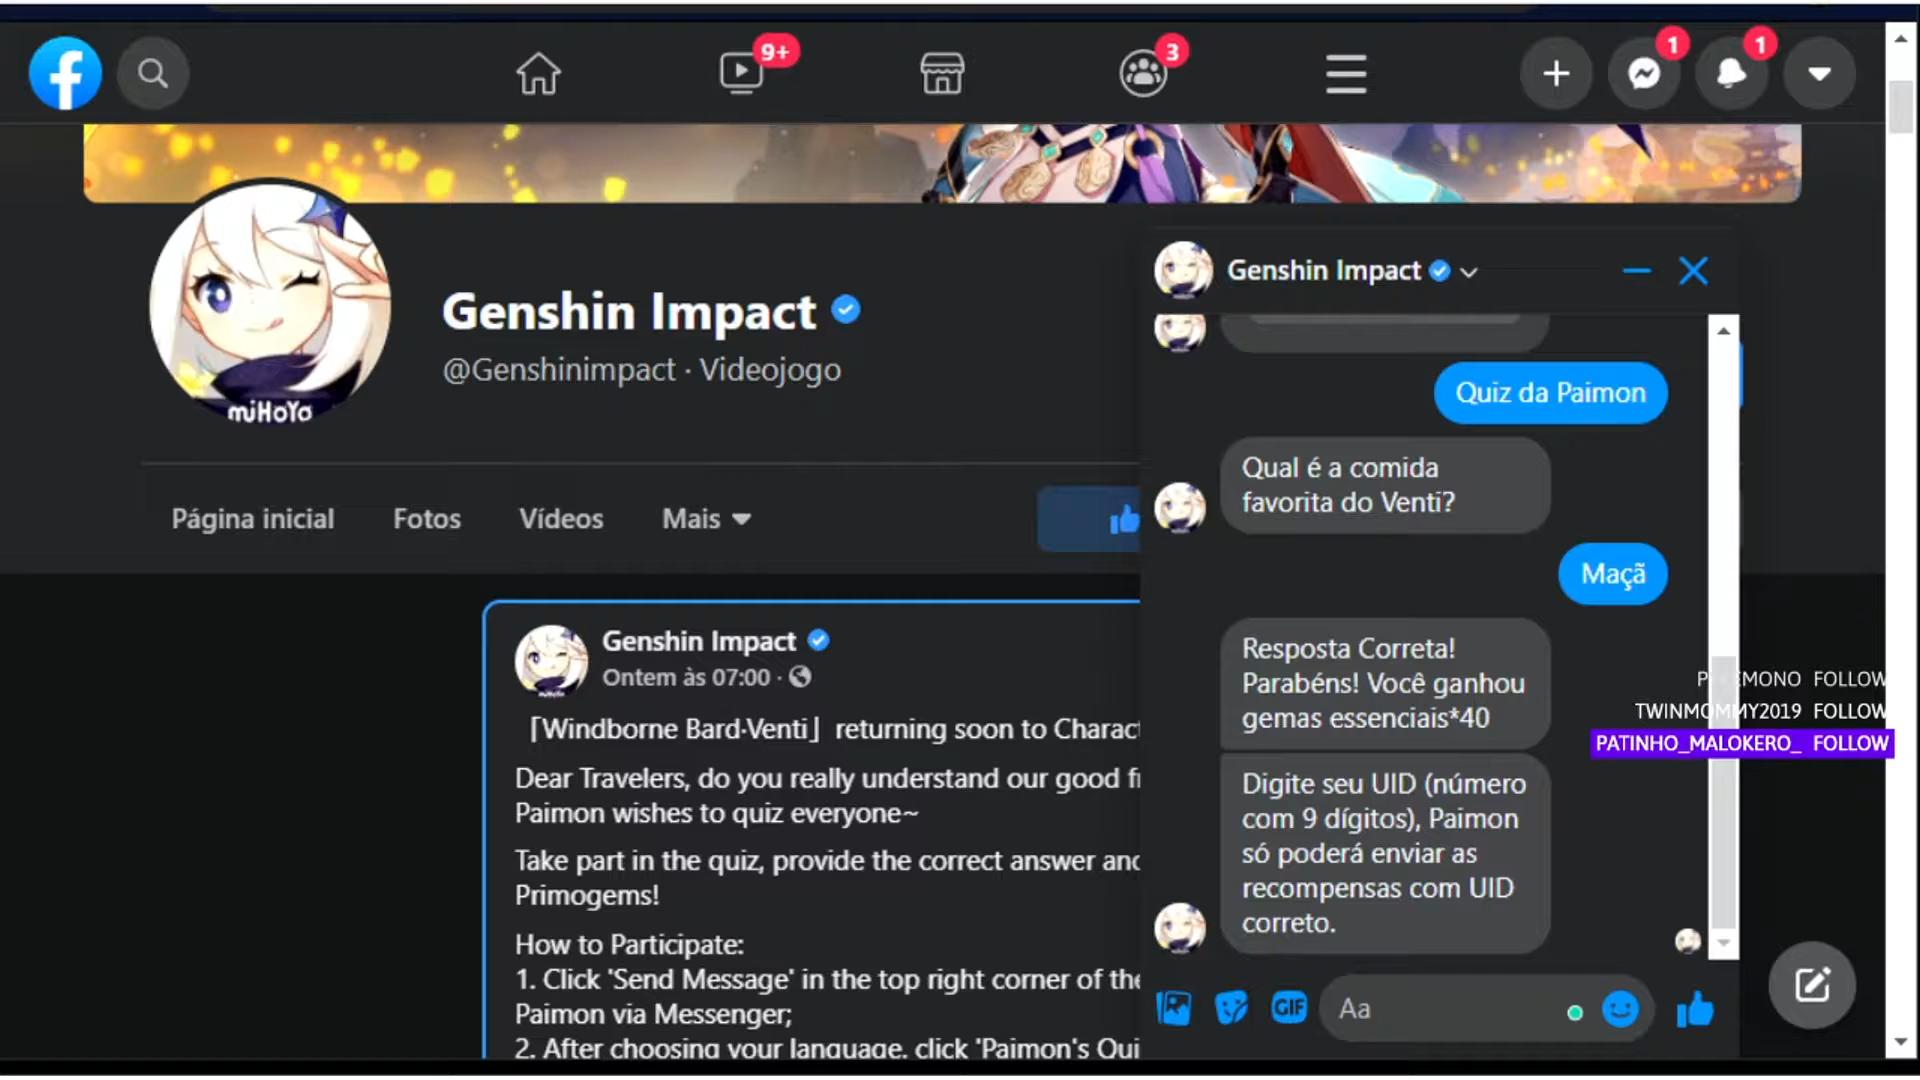 9+
3
1
1
miHoYo
Genshin Impact
@Genshinimpact · Videojogo
Página inicial
Fotos
Vídeos
Mais
Genshin Impact
Ontem às 07:00 ·
「Windborne Bard·Venti」 returning soon to Charact
Dear Travelers, do you really understand our good f
Paimon wishes to quiz everyone~
Take part in the quiz, provide the correct answer and
Primogems!
How to Participate:
1. Click 'Send Message' in the top right corner of the
Paimon via Messenger;
2. After choosing your language, click 'Paimon's Qui
Genshin Impact
Quiz da Paimon
Qual é a comida
favorita do Venti?
Maçã
Resposta Correta!
Parabéns! Você ganhou
gemas essenciais*40
Digite seu UID (número
com 9 dígitos), Paimon
só poderá enviar as
recompensas com UID
correto.
GIF
Aa
FOLLOW
TWINMOMMY2019 FOLLOW
PATINHO_MALOKERO_ FOLLOW